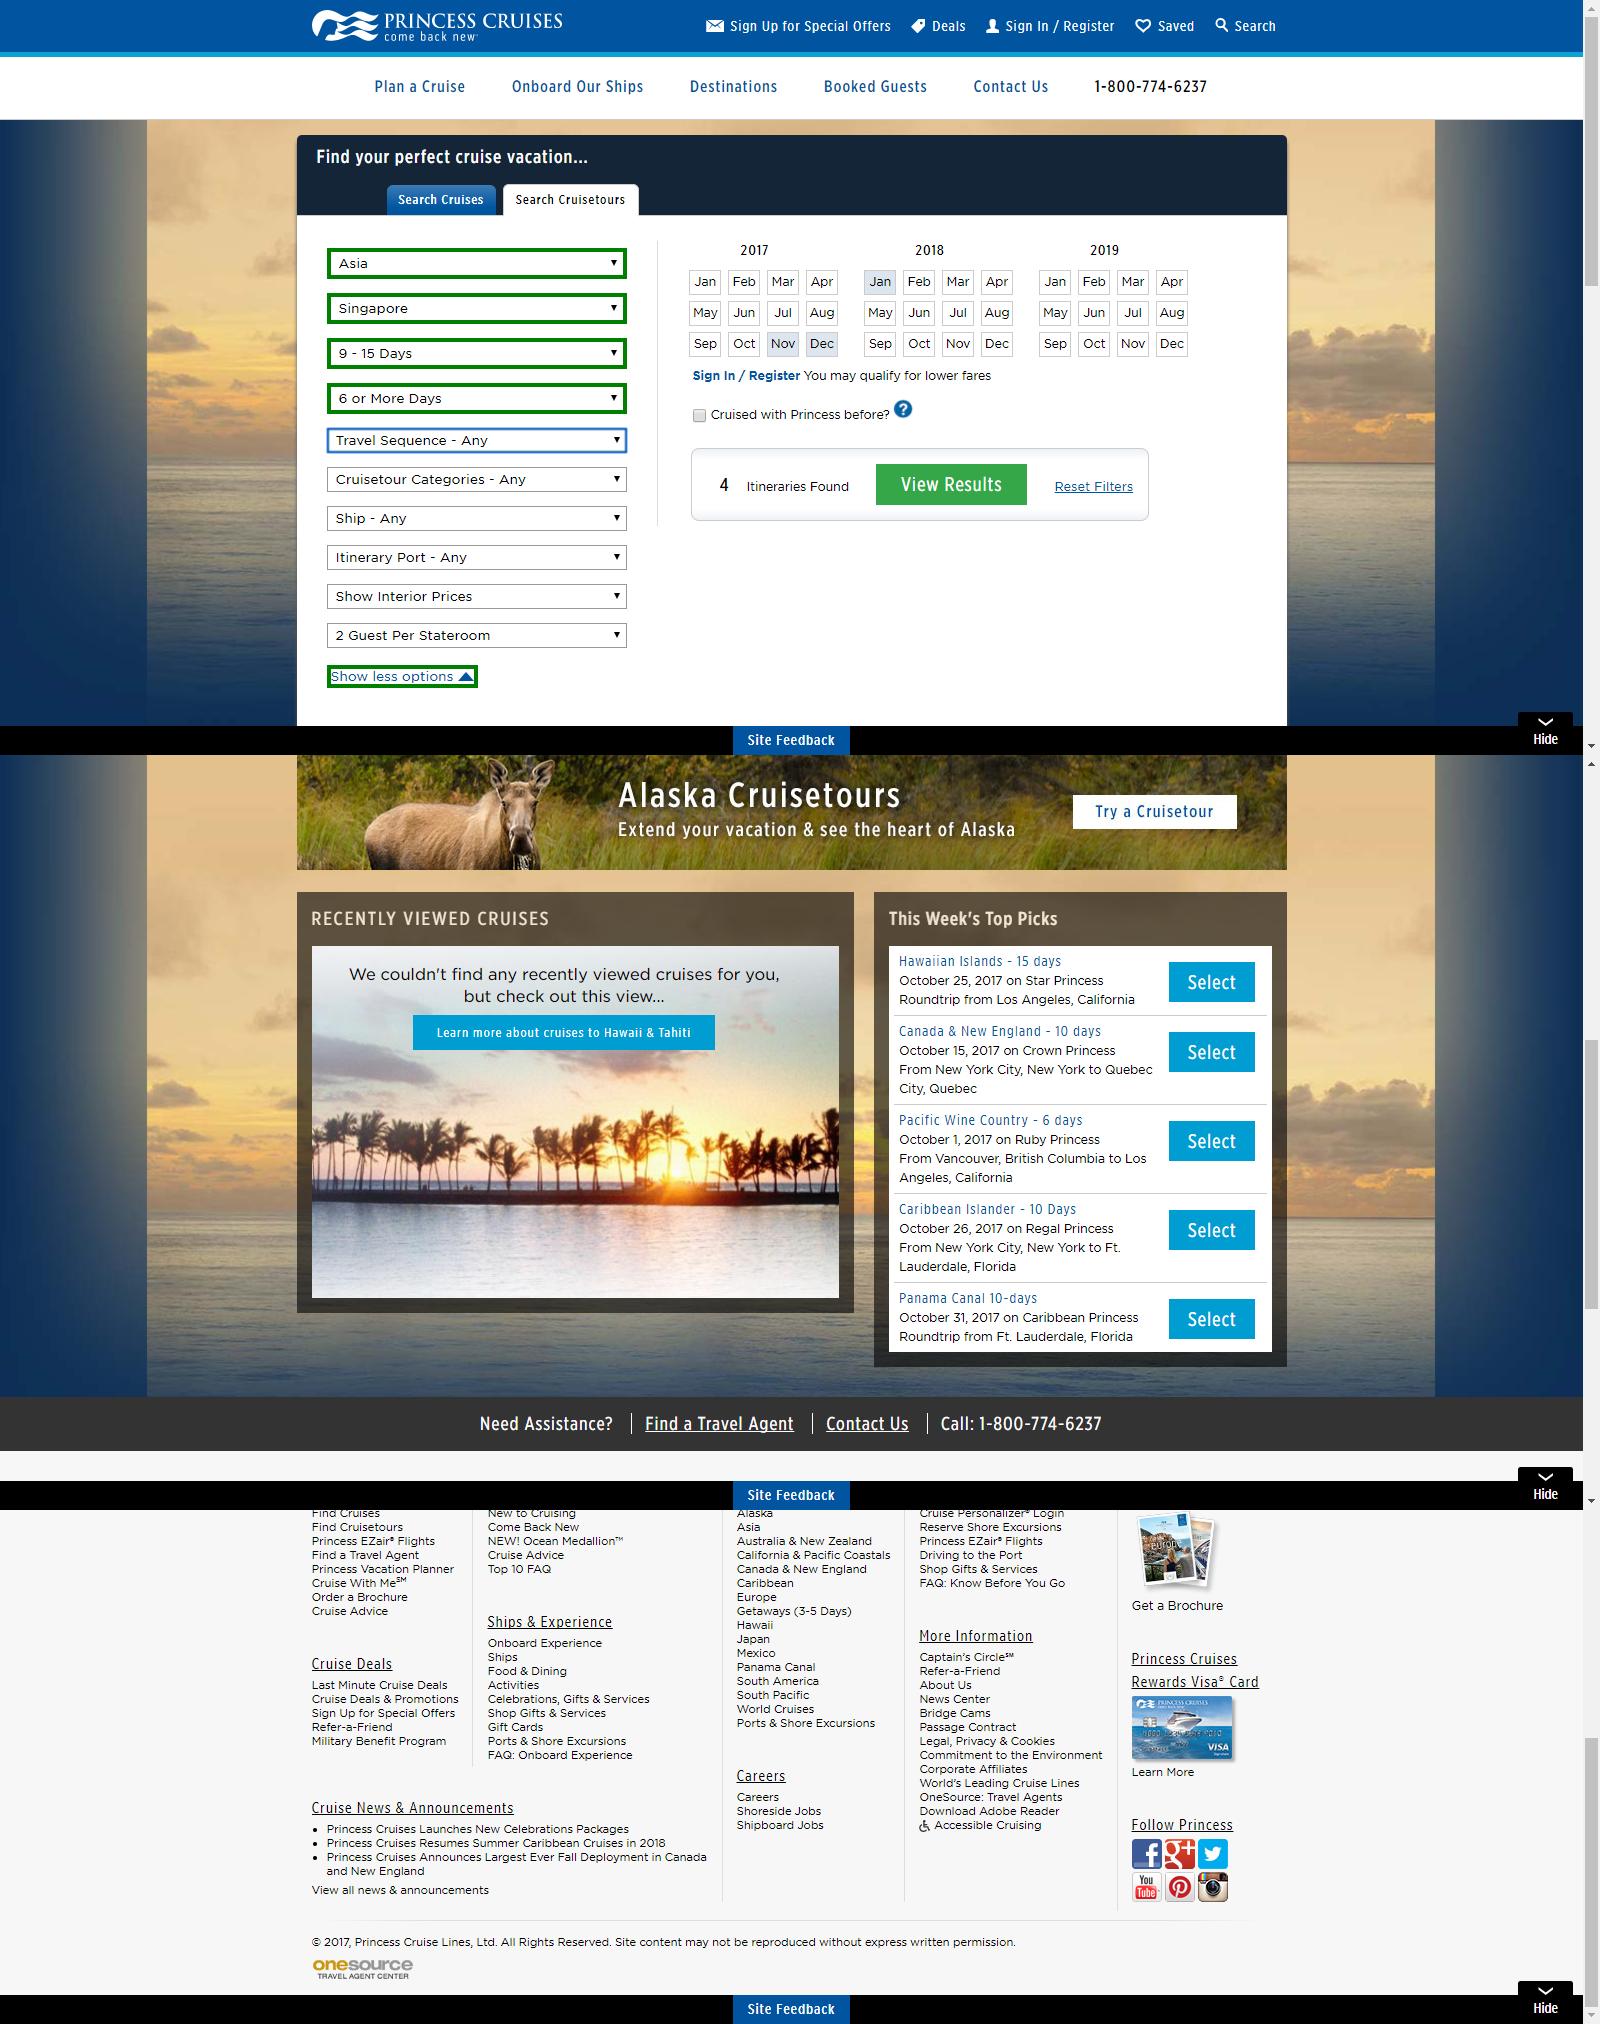 PRINCESS CRUISES
come back new
Sign Up for Special Offers
Deals
Sign In / Register
Saved
Search
Plan a Cruise
Onboard Our Ships
Destinations
Booked Guests
Contact Us
1-800-774-6237
Find your perfect cruise vacation...
Search Cruises
Search Cruisetours
Asia
Singapore
9 - 15 Days
6 or More Days
Travel Sequence - Any
Cruisetour Categories - Any
Ship - Any
Itinerary Port - Any
Show Interior Prices
2 Guest Per Stateroom
Show less options
2017
Jan Feb Mar Apr
May Jun Jul Aug
Sep Oct Nov Dec
2018
Jan Feb Mar Apr
May Jun Jul Aug
Sep Oct Nov Dec
2019
Jan Feb Mar Apr
May Jun Jul Aug
Sep Oct Nov Dec
Sign In / Register You may qualify for lower fares
Cruised with Princess before? ?
4 Itineraries Found
View Results
Reset Filters
Site Feedback
Hide
Alaska Cruisetours
Extend your vacation & see the heart of Alaska
Try a Cruisetour
RECENTLY VIEWED CRUISES
We couldn't find any recently viewed cruises for you,
but check out this view...
Learn more about cruises to Hawaii & Tahiti
This Week's Top Picks
Hawaiian Islands - 15 days
October 25, 2017 on Star Princess
Roundtrip from Los Angeles, California
Select
Canada & New England - 10 days
October 15, 2017 on Crown Princess
From New York City, New York to Quebec
City, Quebec
Select
Pacific Wine Country - 6 days
October 1, 2017 on Ruby Princess
From Vancouver, British Columbia to Los
Angeles, California
Select
Caribbean Islander - 10 Days
October 26, 2017 on Regal Princess
From New York City, New York to Ft.
Lauderdale, Florida
Select
Panama Canal 10-days
October 31, 2017 on Caribbean Princess
Roundtrip from Ft. Lauderdale, Florida
Select
Need Assistance?
Find a Travel Agent
Contact Us
Call: 1-800-774-6237
Site Feedback
Hide
Find Cruises
Find Cruisetours
Princess EZair® Flights
Find a Travel Agent
Princess Vacation Planner
Cruise With Me℠
Order a Brochure
Cruise Advice
Cruise Deals
Last Minute Cruise Deals
Cruise Deals & Promotions
Sign Up for Special Offers
Refer-a-Friend
Military Benefit Program
New to Cruising
Come Back New
NEW! Ocean Medallion™
Cruise Advice
Top 10 FAQ
Ships & Experience
Onboard Experience
Ships
Food & Dining
Activities
Celebrations, Gifts & Services
Shop Gifts & Services
Gift Cards
Ports & Shore Excursions
FAQ: Onboard Experience
Cruise News & Announcements
Princess Cruises Launches New Celebrations Packages
Princess Cruises Resumes Summer Caribbean Cruises in 2018
Princess Cruises Announces Largest Ever Fall Deployment in Canada
and New England
View all news & announcements
Alaska
Asia
Australia & New Zealand
California & Pacific Coastals
Canada & New England
Caribbean
Europe
Getaways (3-5 Days)
Hawaii
Japan
Mexico
Panama Canal
South America
South Pacific
World Cruises
Ports & Shore Excursions
Careers
Careers
Shoreside Jobs
Shipboard Jobs
Cruise Personalizer® Login
Reserve Shore Excursions
Princess EZair® Flights
Driving to the Port
Shop Gifts & Services
FAQ: Know Before You Go
More Information
Captain's Circle℠
Refer-a-Friend
About Us
News Center
Bridge Cams
Passage Contract
Legal, Privacy & Cookies
Commitment to the Environment
Corporate Affiliates
World's Leading Cruise Lines
OneSource: Travel Agents
Download Adobe Reader
Accessible Cruising
europe
Get a Brochure
Princess Cruises
Rewards Visa® Card
PRINCESS CRUISES
VISA
Learn More
Follow Princess
You
Tube
© 2017, Princess Cruise Lines, Ltd. All Rights Reserved. Site content may not be reproduced without express written permission.
onesource
TRAVEL AGENT CENTER
Site Feedback
Hide